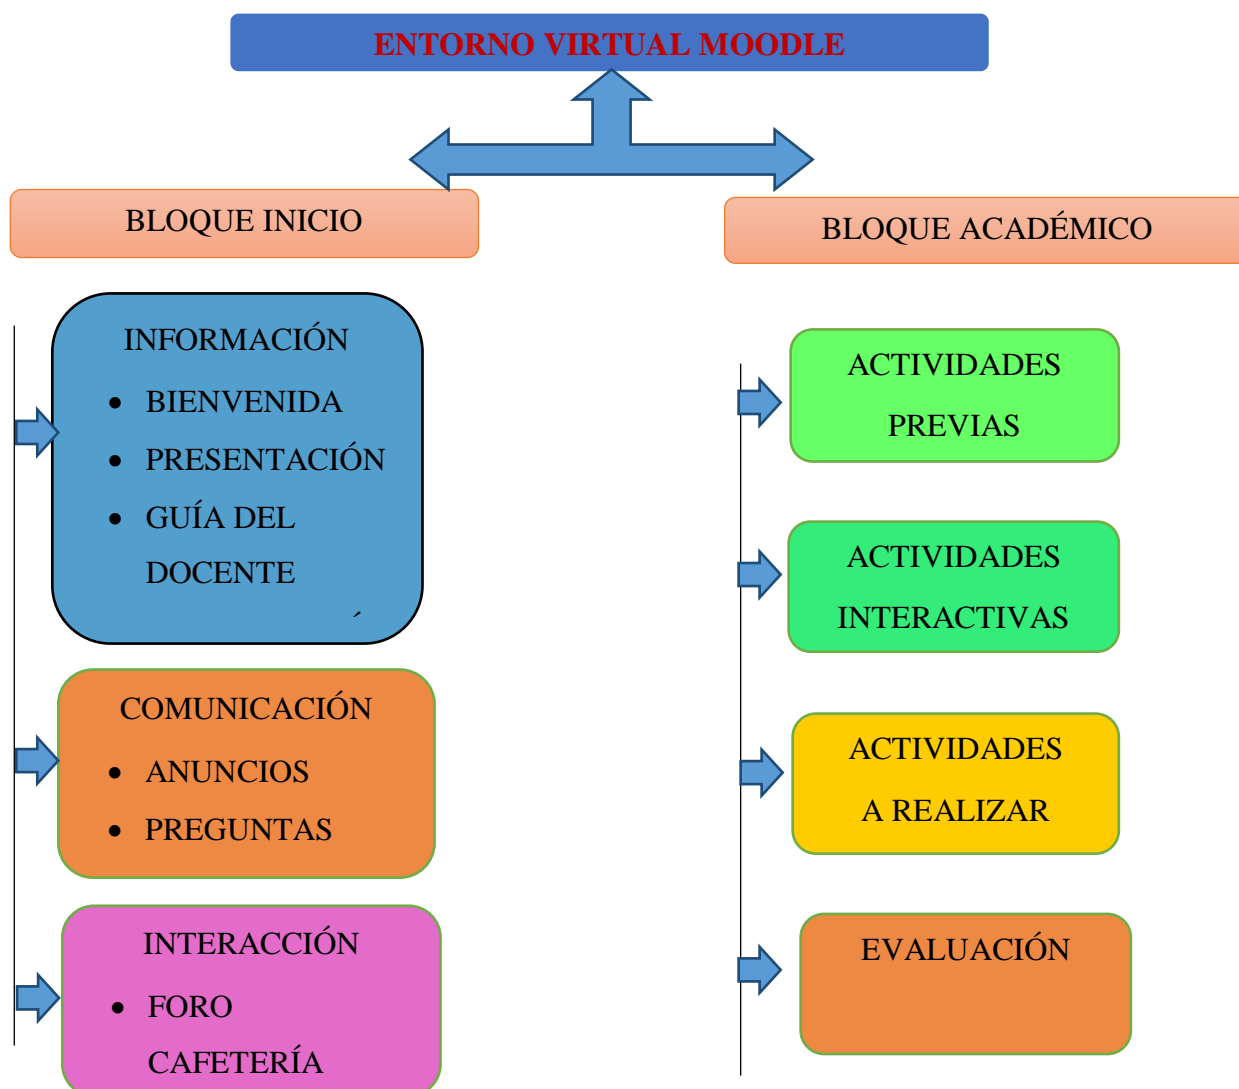 ENTORNO VIRTUAL MOODLE
BLOQUE INICIO
INFORMACIÓN
• BIENVENIDA
• PRESENTACIÓN
• GUÍA DEL
DOCENTE
COMUNICACIÓN
• ANUNCIOS
• PREGUNTAS
INTERACCIÓN
• FORO
CAFETERÍA
BLOQUE ACADÉMICO
ACTIVIDADES
PREVIAS
ACTIVIDADES
INTERACTIVAS
ACTIVIDADES
A REALIZAR
EVALUACIÓN